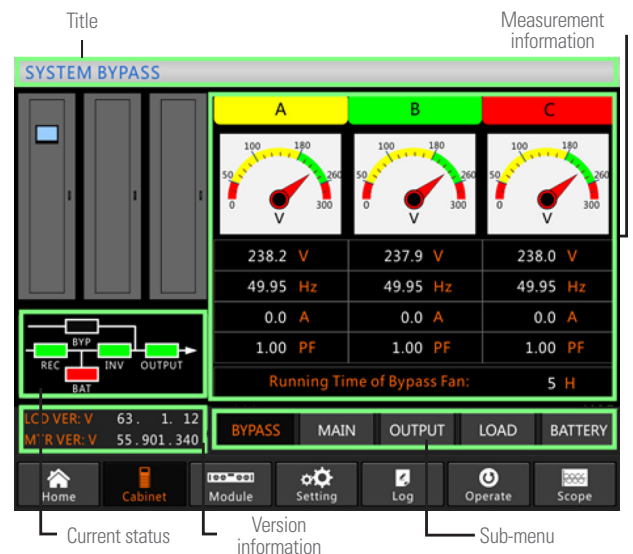 Title
Measurement
information
SYSTEM BYPASS
A B C
50 100 180 260 0 300 V
50 100 180 260 0 300 V
50 100 180 260 0 300 V
238.2 V 237.9 V 238.0 V
49.95 Hz 49.95 Hz 49.95 Hz
0.0 A 0.0 A 0.0 A
1.00 PF 1.00 PF 1.00 PF
Running Time of Bypass Fan: 5 H
BYP
REC INV OUTPUT
BAT
LCD VER: V 63. 1. 12
VER: V 55.901.340
BYPASS MAIN OUTPUT LOAD BATTERY
Home Cabinet Module Setting Log Operate Scope
Current status
Version
information
Sub-menu